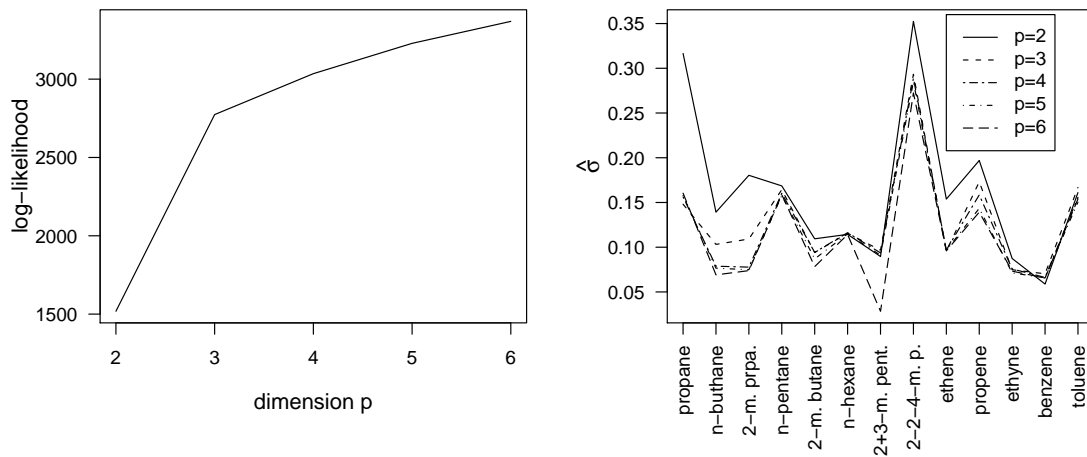 log−likelihood
3000
2500
2000
1500
2 3 4 5 6
dimension p
σ̂
0.35
0.30
0.25
0.20
0.15
0.10
0.05
p=2
p=3
p=4
p=5
p=6
propane
n−buthane
2−m. prpa.
n−pentane
2−m. butane
n−hexane
2+3−m. pent.
2−2−4−m. p.
ethene
propene
ethyne
benzene
toluene